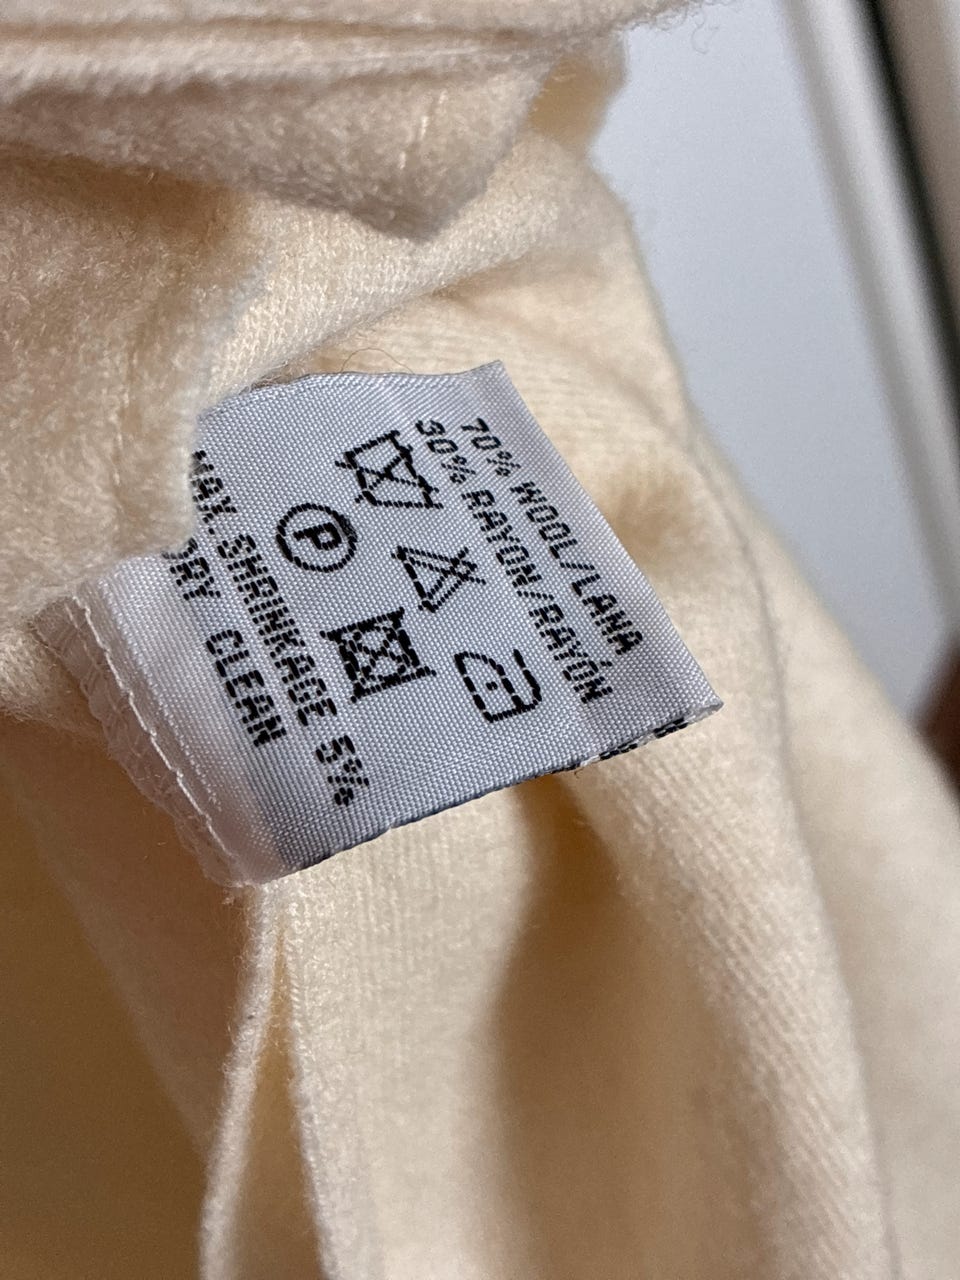 70% WOOL/LANA
30% RAYON/RAYÓN
P
MAX. SHRINKAGE 5%
DRY CLEAN